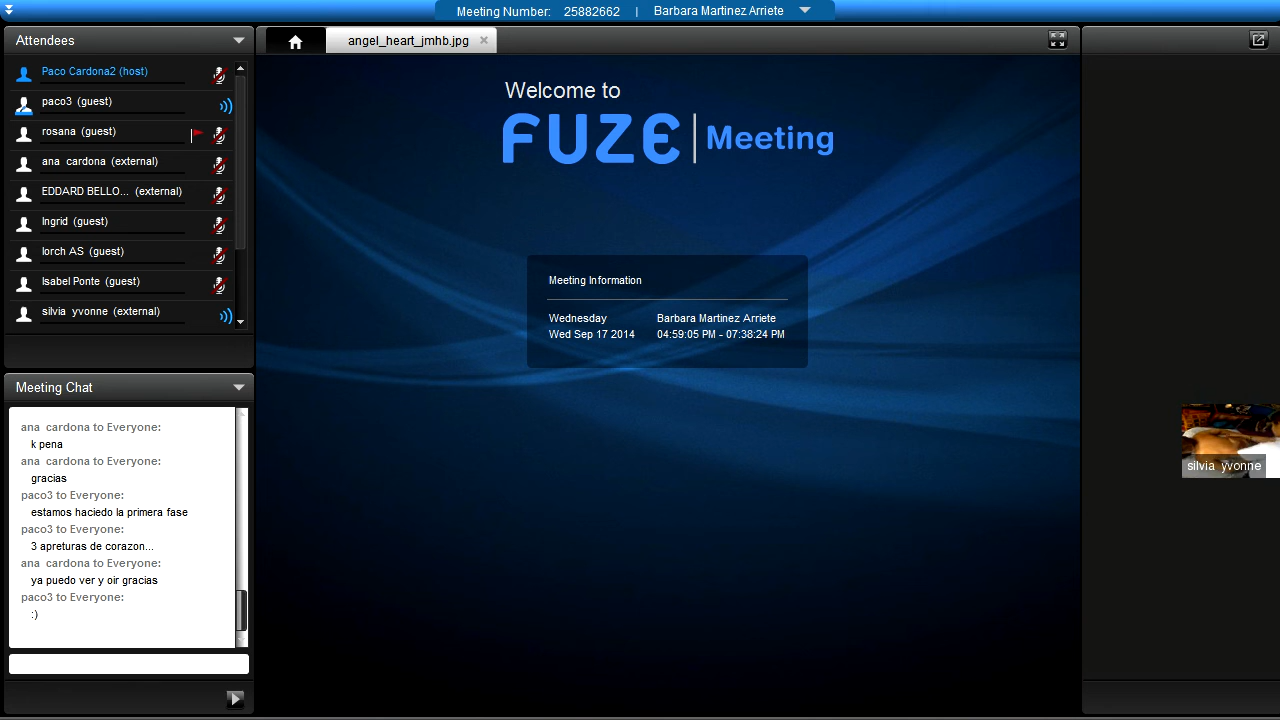 Meeting Number: 25882662 | Barbara Martinez Arriete
Attendees
Paco Cardona2 (host)
paco3 (guest)
rosana (guest)
ana cardona (external)
EDDARD BELLO... (external)
Ingrid (guest)
lorch AS (guest)
Isabel Ponte (guest)
silvia yvonne (external)
Meeting Chat
ana cardona to Everyone:
k pena
ana cardona to Everyone:
gracias
paco3 to Everyone:
estamos haciedo la primera fase
paco3 to Everyone:
3 apreturas de corazon...
ana cardona to Everyone:
ya puedo ver y oir gracias
paco3 to Everyone:
:)
angel_heart_jmhb.jpg
Welcome to
FUZE | Meeting
Meeting Information
Wednesday Barbara Martinez Arriete
Wed Sep 17 2014 04:59:05 PM - 07:38:24 PM
silvia yvonne